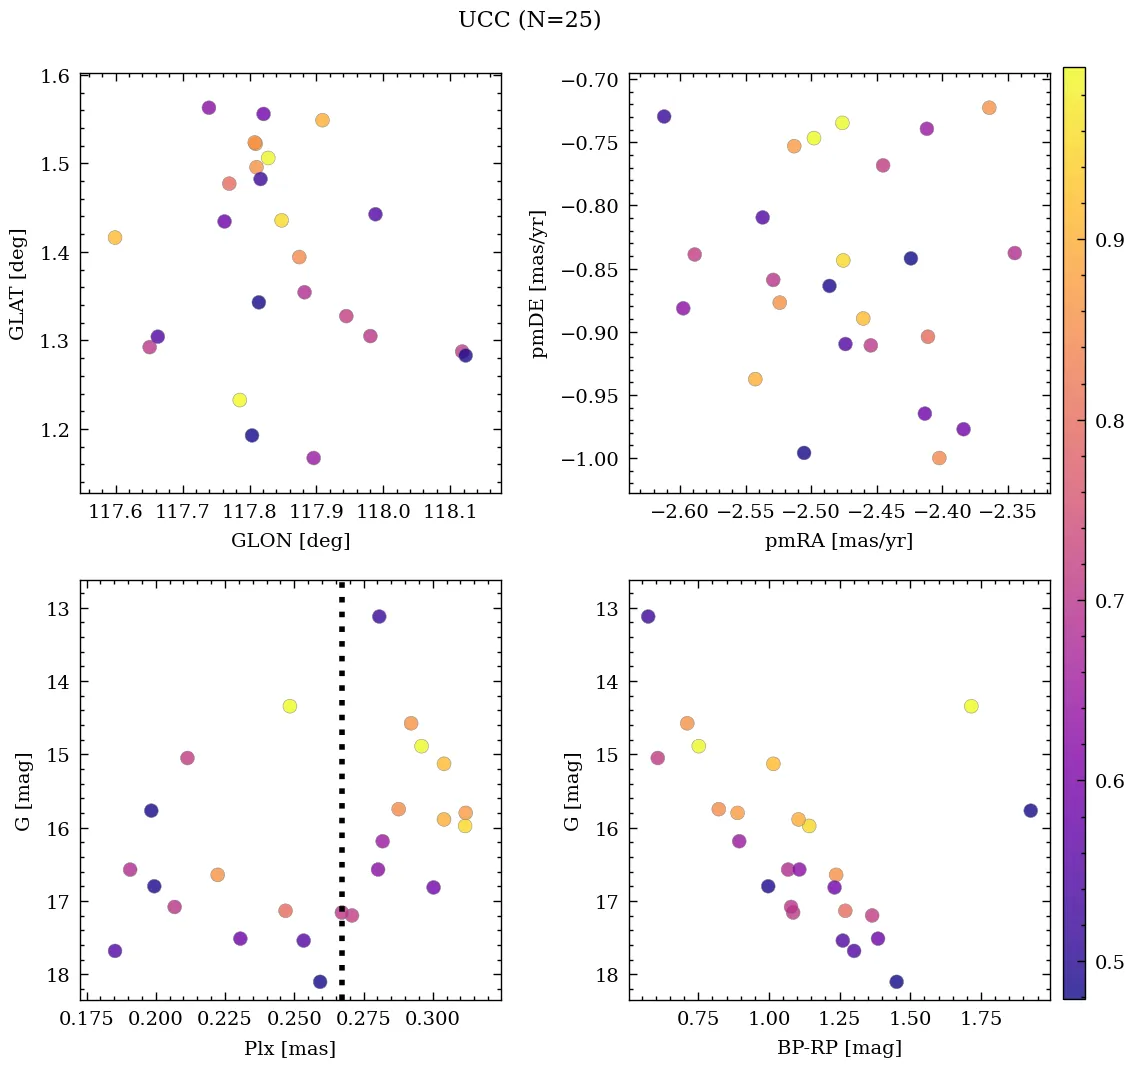 UCC (N=25)
1.6
1.5
1.4
1.3
1.2
GLAT [deg]
117.6 117.7 117.8 117.9 118.0 118.1
GLON [deg]
−0.70
−0.75
−0.80
−0.85
−0.90
−0.95
−1.00
pmDE [mas/yr]
−2.60 −2.55 −2.50 −2.45 −2.40 −2.35
pmRA [mas/yr]
13
14
15
16
17
18
G [mag]
0.175 0.200 0.225 0.250 0.275 0.300
Plx [mas]
13
14
15
16
17
18
G [mag]
0.75 1.00 1.25 1.50 1.75
BP-RP [mag]
0.9
0.8
0.7
0.6
0.5